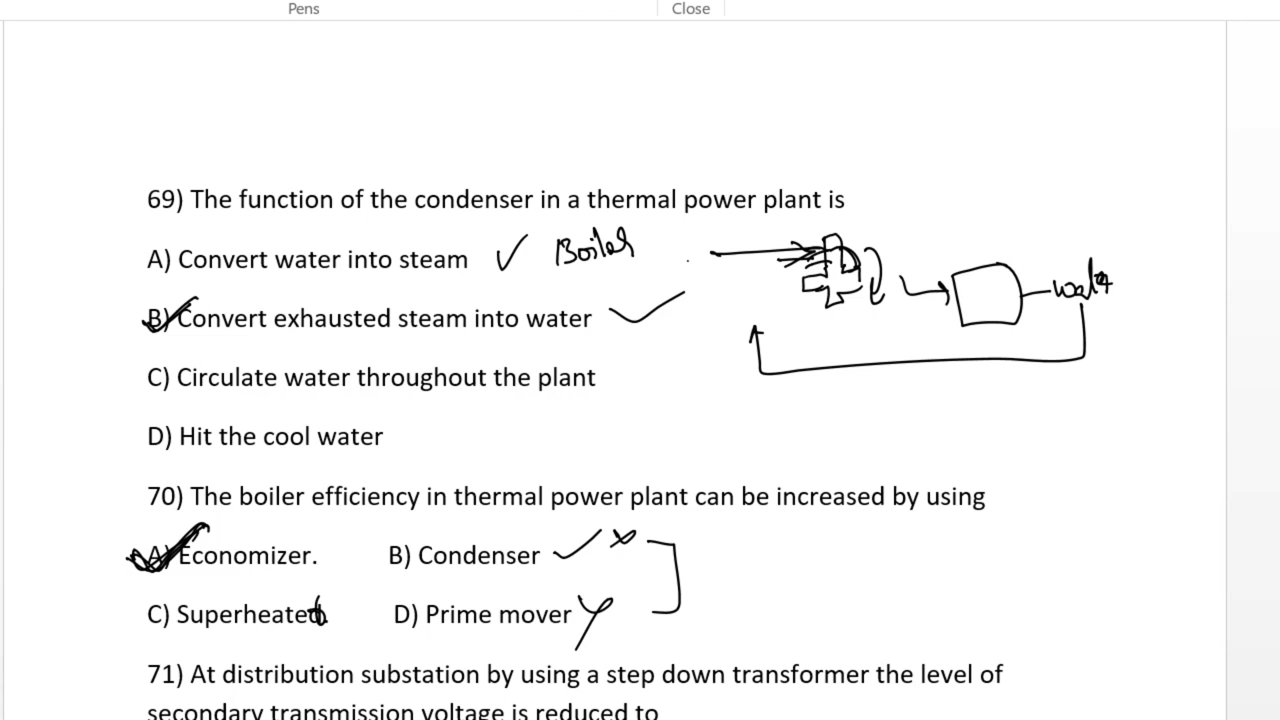 Pens Close
69) The function of the condenser in a thermal power plant is
A) Convert water into steam Boiler
B) Convert exhausted steam into water
water
C) Circulate water throughout the plant
D) Hit the cool water
70) The boiler efficiency in thermal power plant can be increased by using
A) Economizer. B) Condenser
C) Superheated. D) Prime mover
71) At distribution substation by using a step down transformer the level of
secondary transmission voltage is reduced to